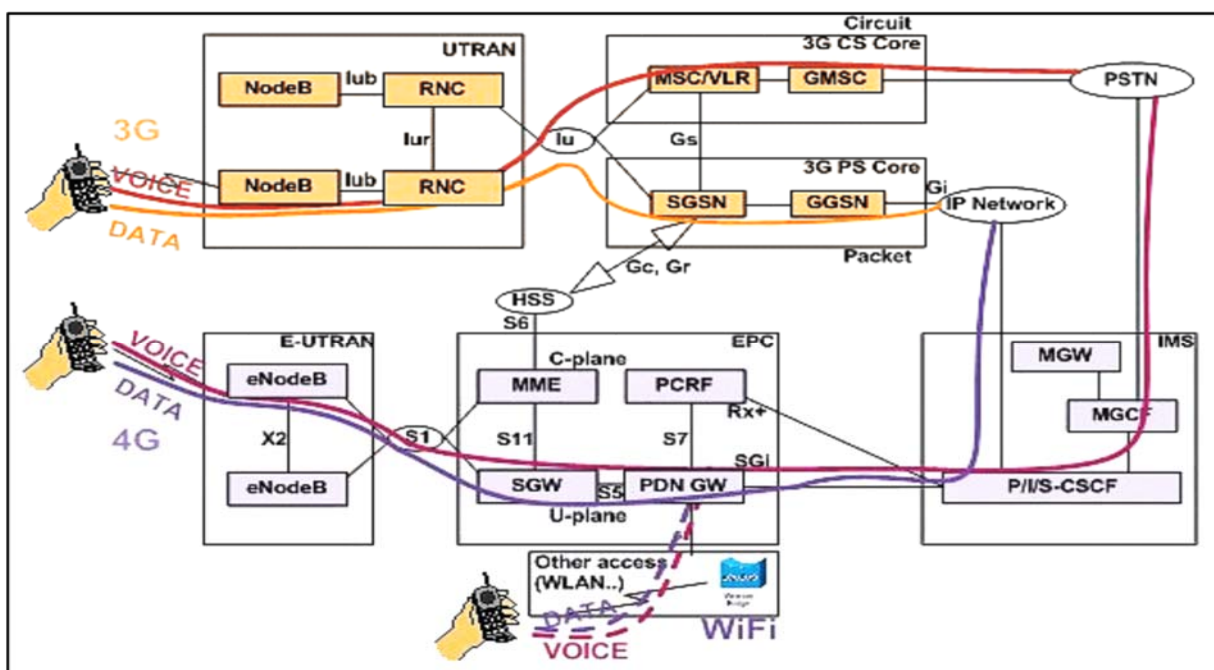 Circuit
UTRAN
3G CS Core
NodeB
Iub
RNC
MSC/VLR
GMSC
PSTN
3G
Iur
Iu
Gs
VOICE
NodeB
Iub
RNC
3G PS Core
SGSN
GGSN
Gi
IP Network
DATA
Packet
Gc, Gr
HSS
S6
E-UTRAN
EPC
IMS
VOICE
eNodeB
C-plane
MME
PCRF
MGW
DATA
Rx+
MGCF
4G
X2
S1
S11
S7
SGi
eNodeB
SGW
S5
PDN GW
P/I/S-CSCF
U-plane
Other access
(WLAN..)
DATA
WiFi
VOICE